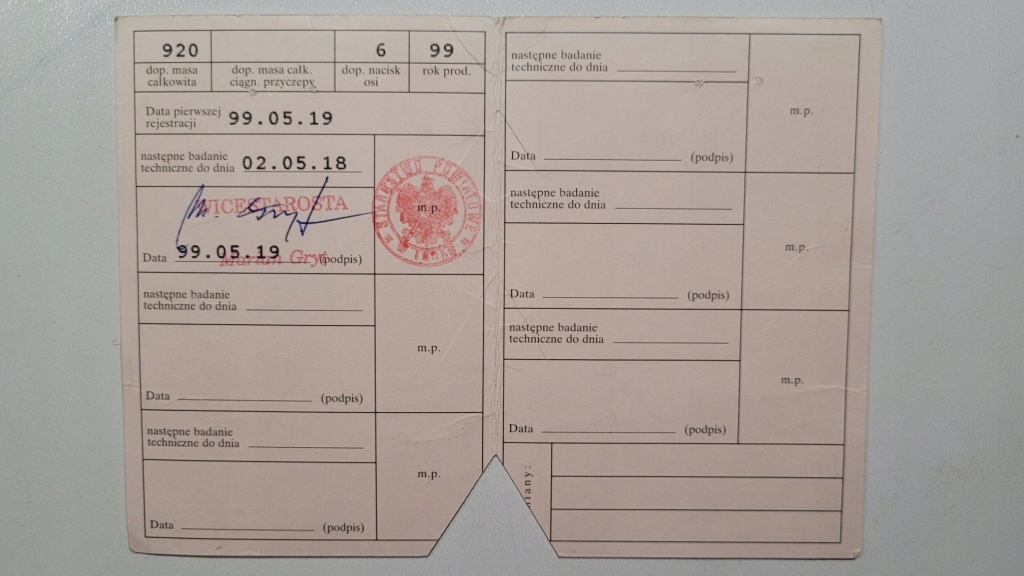 920 6 99
dop. masa całkowita dop. masa całk. ciągn. przyczepy dop. nacisk osi rok prod.
Data pierwszej
rejestracji 99.05.19
następne badanie
techniczne do dnia 02.05.18
WICESTAROSTA
m.p.
STAROSTWO POWIATOWE
Data 99.05.19 (podpis)
Marian Gryt
następne badanie
techniczne do dnia
m.p.
Data (podpis)
następne badanie
techniczne do dnia
m.p.
Data (podpis)
następne badanie
techniczne do dnia
m.p.
Data (podpis)
następne badanie
techniczne do dnia
m.p.
Data (podpis)
następne badanie
techniczne do dnia
m.p.
Data (podpis)
iany: